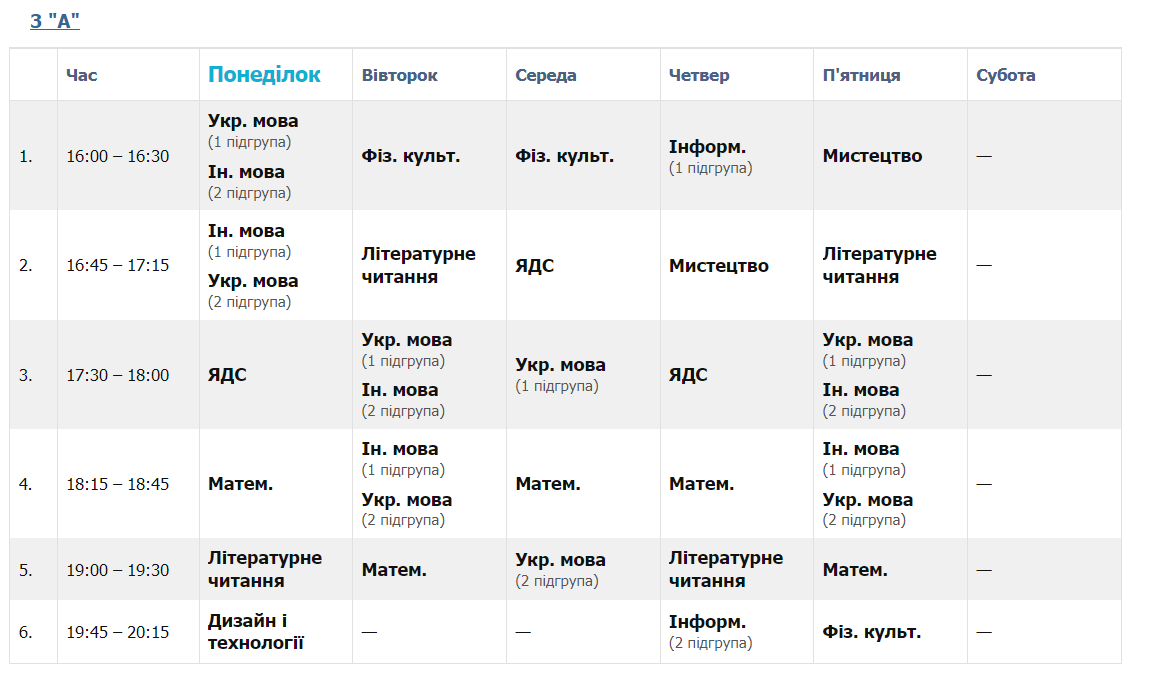 3 "А"
Час Понеділок Вівторок Середа Четвер П'ятниця Субота
1. 16:00 – 16:30 Укр. мова (1 підгрупа) Ін. мова (2 підгрупа) Фіз. культ. Фіз. культ. Інформ. (1 підгрупа) Мистецтво —
2. 16:45 – 17:15 Ін. мова (1 підгрупа) Укр. мова (2 підгрупа) Літературне читання ЯДС Мистецтво Літературне читання —
3. 17:30 – 18:00 ЯДС Укр. мова (1 підгрупа) Ін. мова (2 підгрупа) Укр. мова (1 підгрупа) ЯДС Укр. мова (1 підгрупа) Ін. мова (2 підгрупа) —
4. 18:15 – 18:45 Матем. Ін. мова (1 підгрупа) Укр. мова (2 підгрупа) Матем. Матем. Ін. мова (1 підгрупа) Укр. мова (2 підгрупа) —
5. 19:00 – 19:30 Літературне читання Матем. Укр. мова (2 підгрупа) Літературне читання Матем. —
6. 19:45 – 20:15 Дизайн і технології — — Інформ. (2 підгрупа) Фіз. культ. —